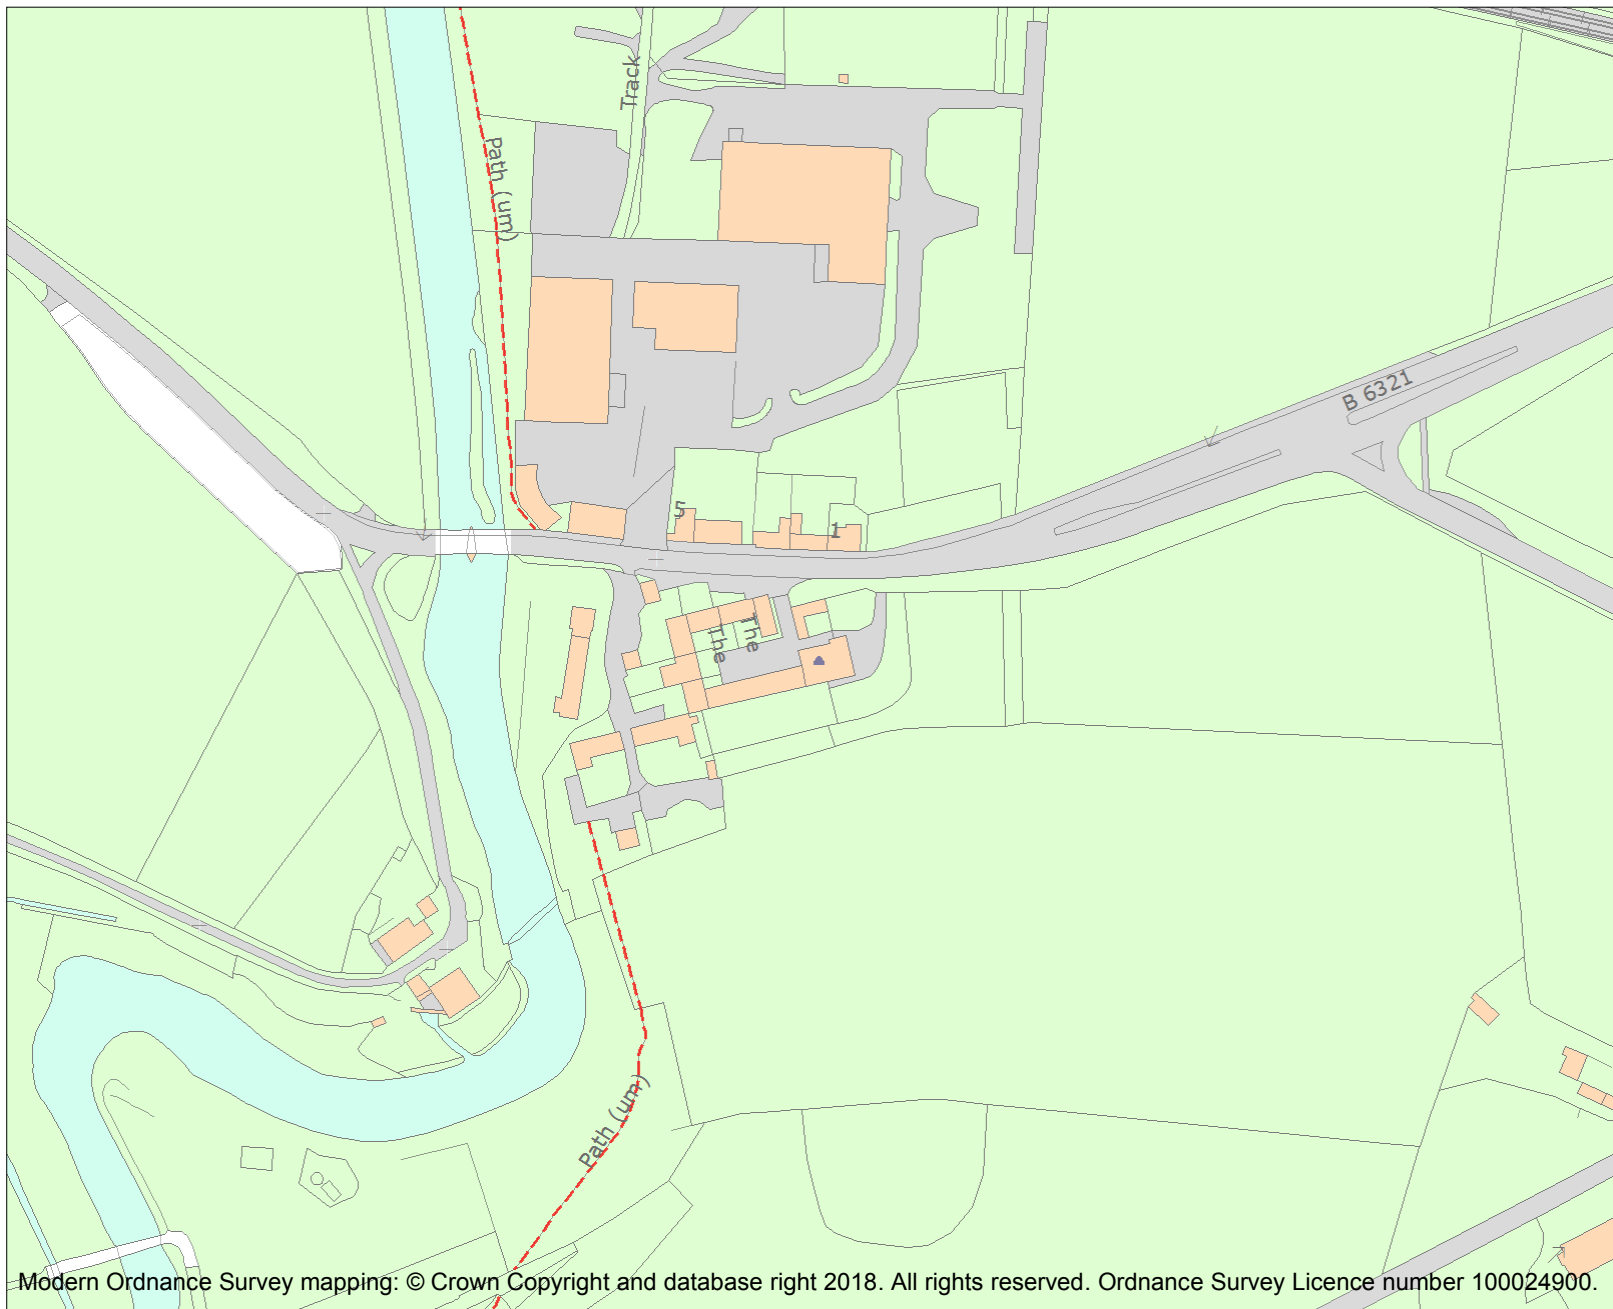 Track
Path (um)
B 6321
5
1
The
The
Path (um)
Modern Ordnance Survey mapping: © Crown Copyright and database right 2018. All rights reserved. Ordnance Survey Licence number 100024900.